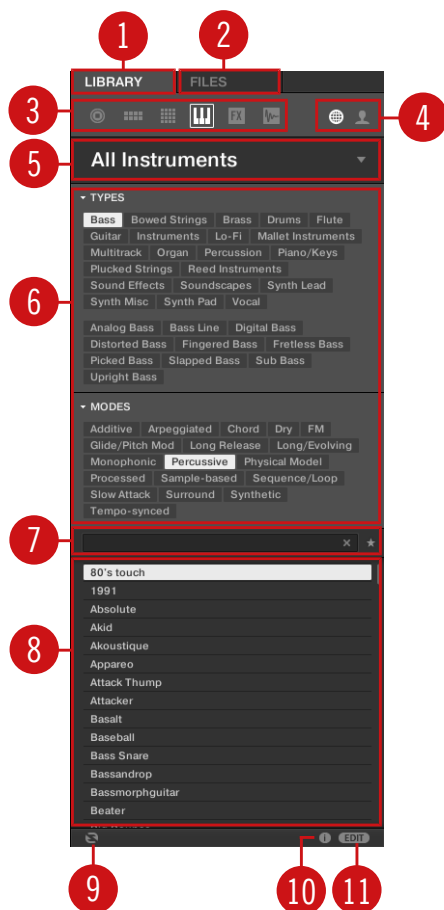 1
2
LIBRARY FILES
3
FX
4
5
All Instruments
TYPES
Bass Bowed Strings Brass Drums Flute
Guitar Instruments Lo-Fi Mallet Instruments
Multitrack Organ Percussion Piano/Keys
Plucked Strings Reed Instruments
Sound Effects Soundscapes Synth Lead
6
Synth Misc Synth Pad Vocal
Analog Bass Bass Line Digital Bass
Distorted Bass Fingered Bass Fretless Bass
Picked Bass Slapped Bass Sub Bass
Upright Bass
MODES
Additive Arpeggiated Chord Dry FM
Glide/Pitch Mod Long Release Long/Evolving
Monophonic Percussive Physical Model
Processed Sample-based Sequence/Loop
Slow Attack Surround Synthetic
Tempo-synced
7
80's touch
1991
Absolute
Akid
8
Akoustique
Appareo
Attack Thump
Attacker
Basalt
Baseball
Bass Snare
Bassandrop
Bassmorphguitar
Beater
i EDIT
9
10
11